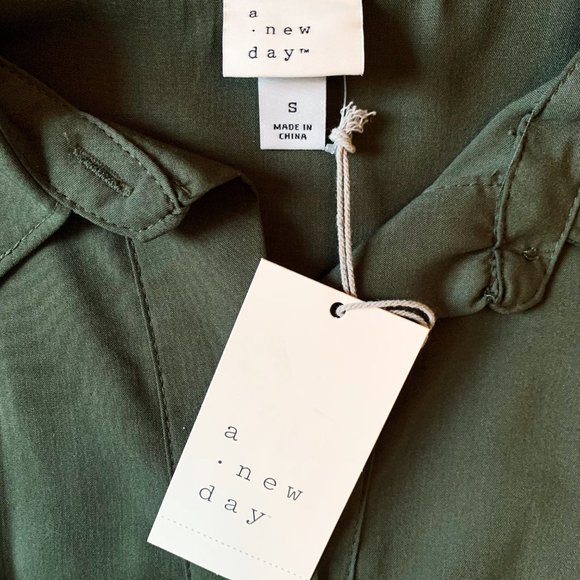 a
· new
day™
S
MADE IN
CHINA
a
· new
day™